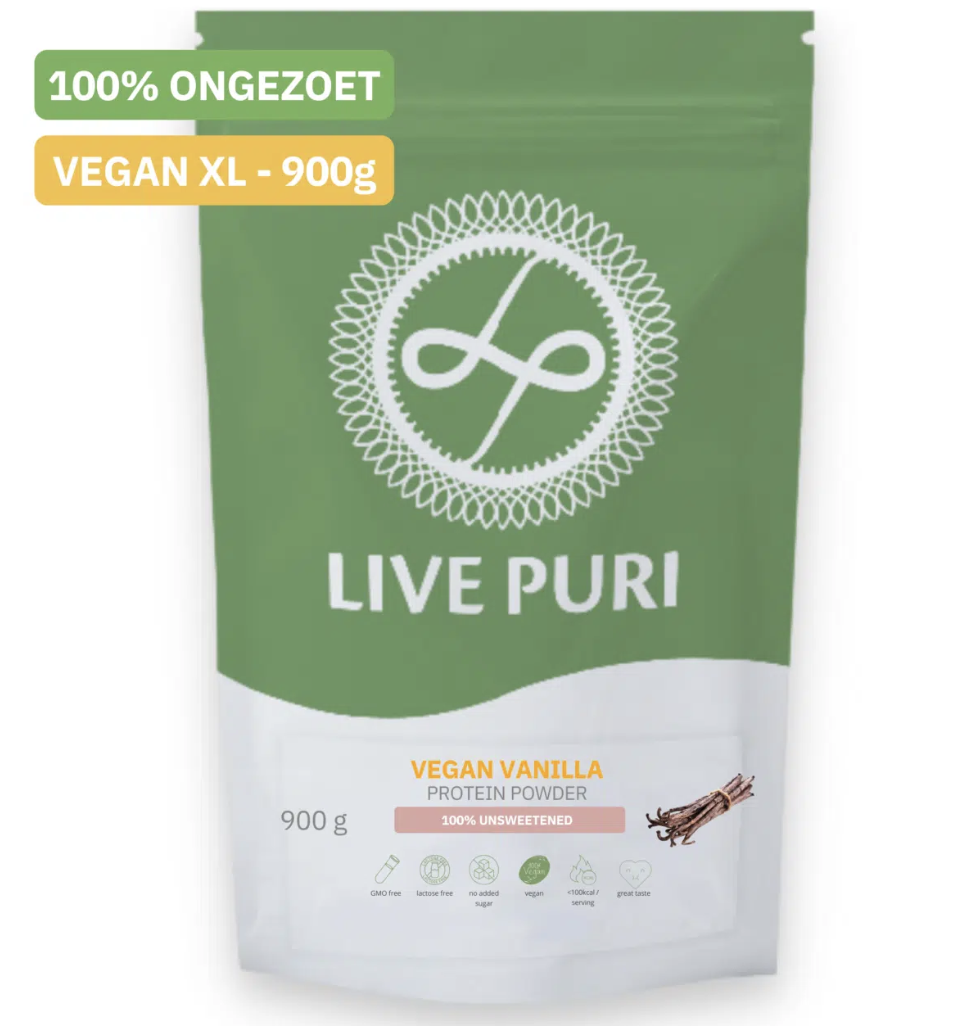 100% ONGEZOET
VEGAN XL - 900g
LIVE PURI
VEGAN VANILLA
PROTEIN POWDER
900 g
100% UNSWEETENED
GMO free
lactose free
no added
sugar
vegan
<100kcal /
serving
great taste